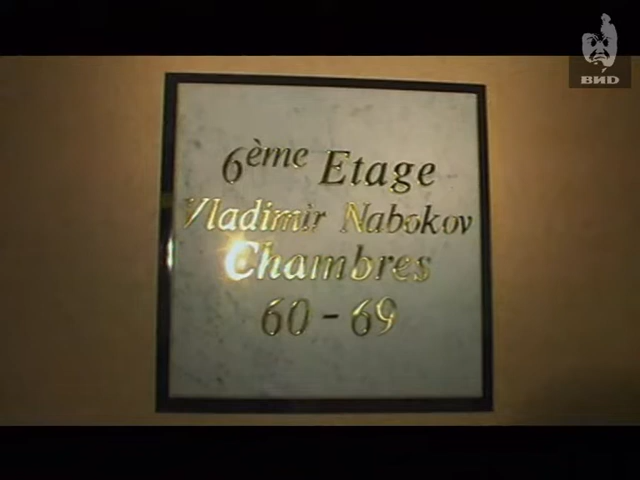 ВИD
6ème Etage
Vladimir Nabokov
Chambres
60 - 69